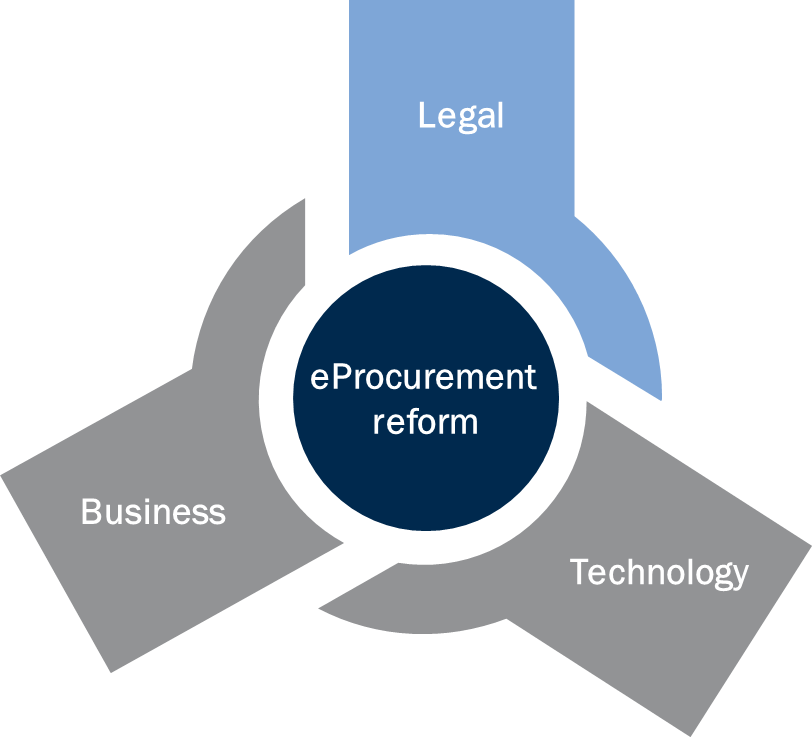 Legal
eProcurement
reform
Business
Technology